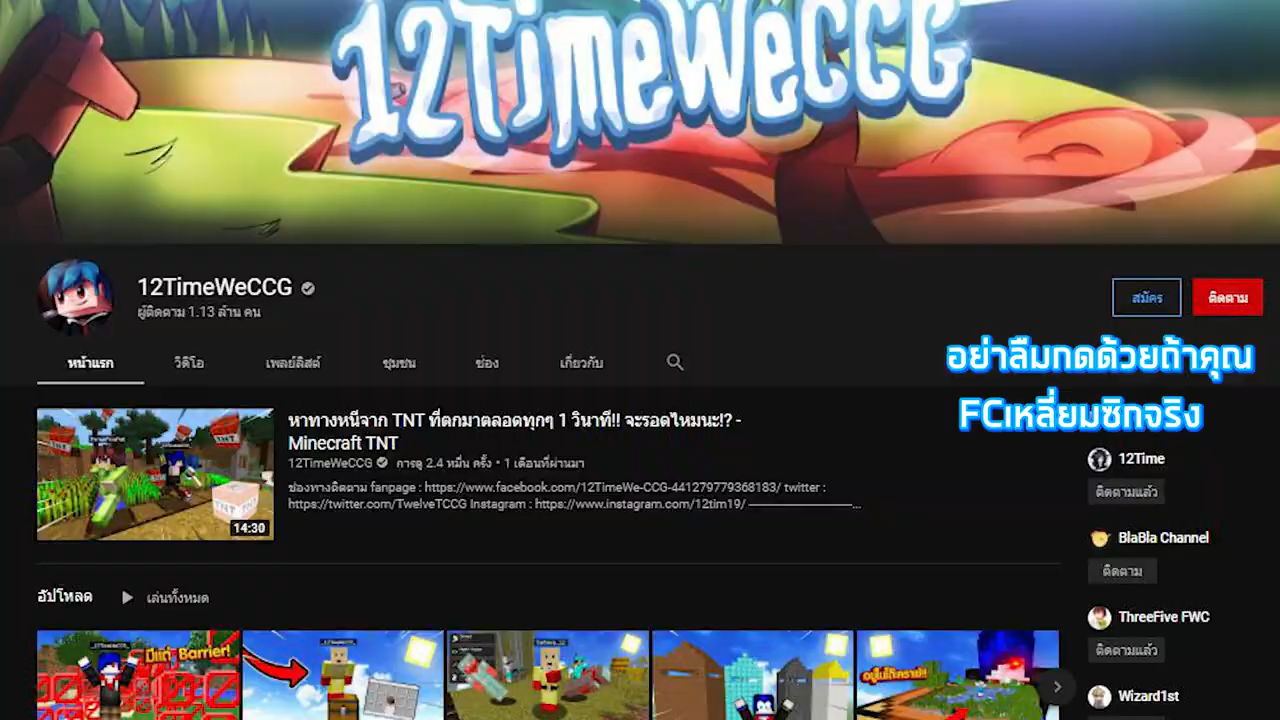 12TimeWeCCG
12TimeWeCCG
ผู้ติดตาม 1.13 ล้าน คน
สมัคร
ติดตาม
หน้าแรก
วิดีโอ
เพลย์ลิสต์
ชุมชน
ช่อง
เกี่ยวกับ
อย่าลืมกดด้วยถ้าคุณ
FCเหลี่ยมซิกจริง
หาทางหนีจาก TNT ที่ตกมาตลอดทุกๆ 1 วินาที!! จะรอดไหมนะ!? -
Minecraft TNT
12TimeWeCCG
การดู 2.4 หมื่น ครั้ง • 1 เดือนที่ผ่านมา
ช่องทางติดตาม fanpage : https://www.facebook.com/12TimeWe-CCG-441279779368183/ twitter :
https://twitter.com/TwelveTCCG Instagram : https://www.instagram.com/12tim19/ ———————————...
TNT
14:30
12Time
ติดตามแล้ว
BlaBla Channel
ติดตาม
ThreeFive FWC
ติดตามแล้ว
Wizard1st
อัปโหลด
เล่นทั้งหมด
มีแต่ Barrier!